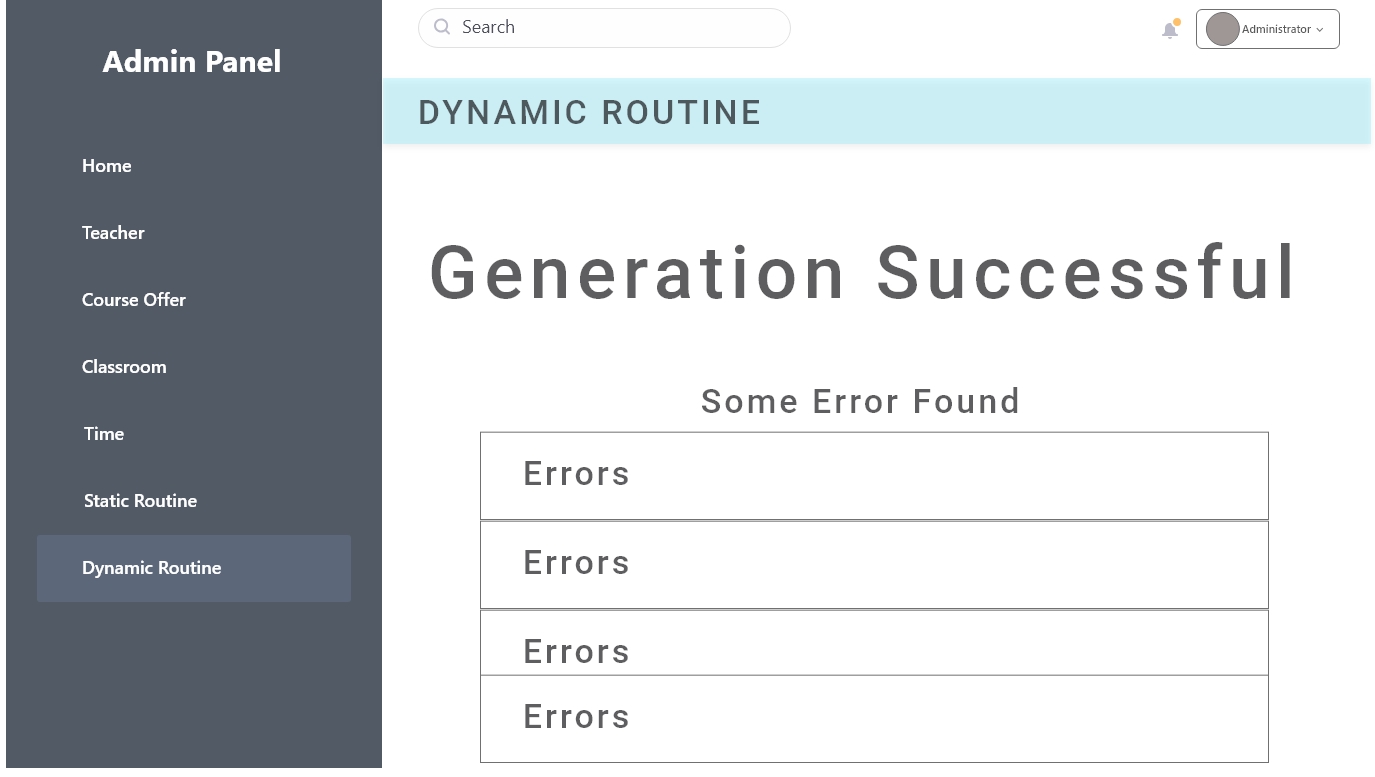 Admin Panel
Home
Teacher
Course Offer
Classroom
Time
Static Routine
Dynamic Routine
Search
Administrator
DYNAMIC ROUTINE
Generation Successful
Some Error Found
Errors
Errors
Errors
Errors